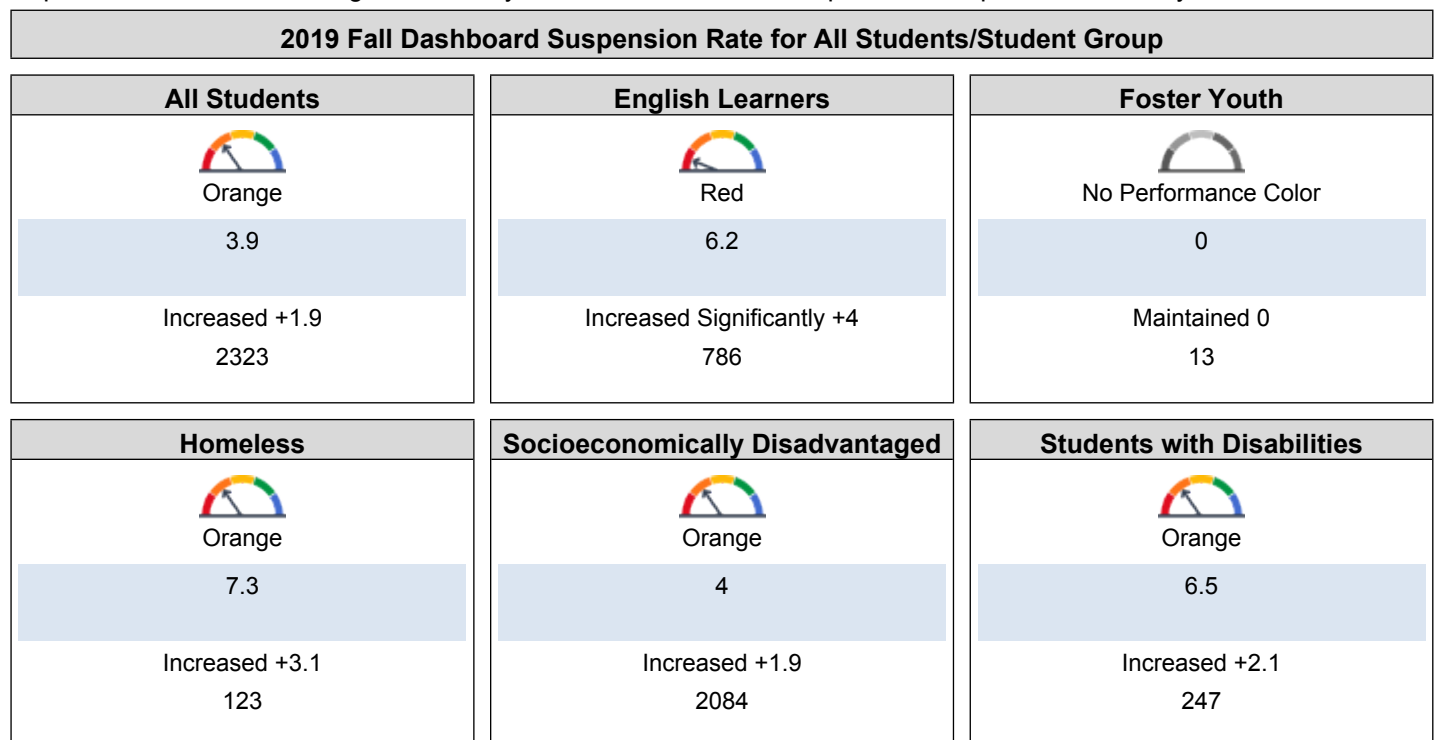 2019 Fall Dashboard Suspension Rate for All Students/Student Group
All Students
Orange
3.9
Increased +1.9
2323
English Learners
Red
6.2
Increased Significantly +4
786
Foster Youth
No Performance Color
0
Maintained 0
13
Homeless
Orange
7.3
Increased +3.1
123
Socioeconomically Disadvantaged
Orange
4
Increased +1.9
2084
Students with Disabilities
Orange
6.5
Increased +2.1
247